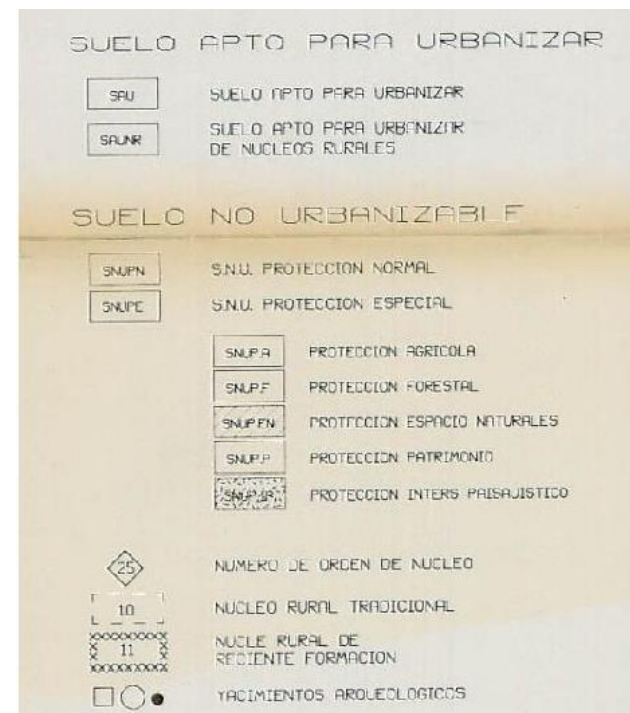 SUELO APTO PARA URBANIZAR
SAU SUELO APTO PARA URBANIZAR
SAUNR SUELO APTO PARA URBANIZAR
DE NUCLEOS RURALES
SUELO NO URBANIZABLE
SNUPN S.N.U. PROTECCION NORMAL
SNUPE S.N.U. PROTECCION ESPECIAL
SNUP.A PROTECCION AGRICOLA
SNUP.F PROTECCION FORESTAL
SNUP.EN PROTECCION ESPACIO NATURALES
SNUP.P PROTECCION PATRIMONIO
SNUP.IP PROTECCION INTERS PAISAJISTICO
25 NUMERO DE ORDEN DE NUCLEO
10 NUCLEO RURAL TRADICIONAL
11 NUCLE RURAL DE
RECIENTE FORMACION
YACIMIENTOS ARQUEOLOGICOS